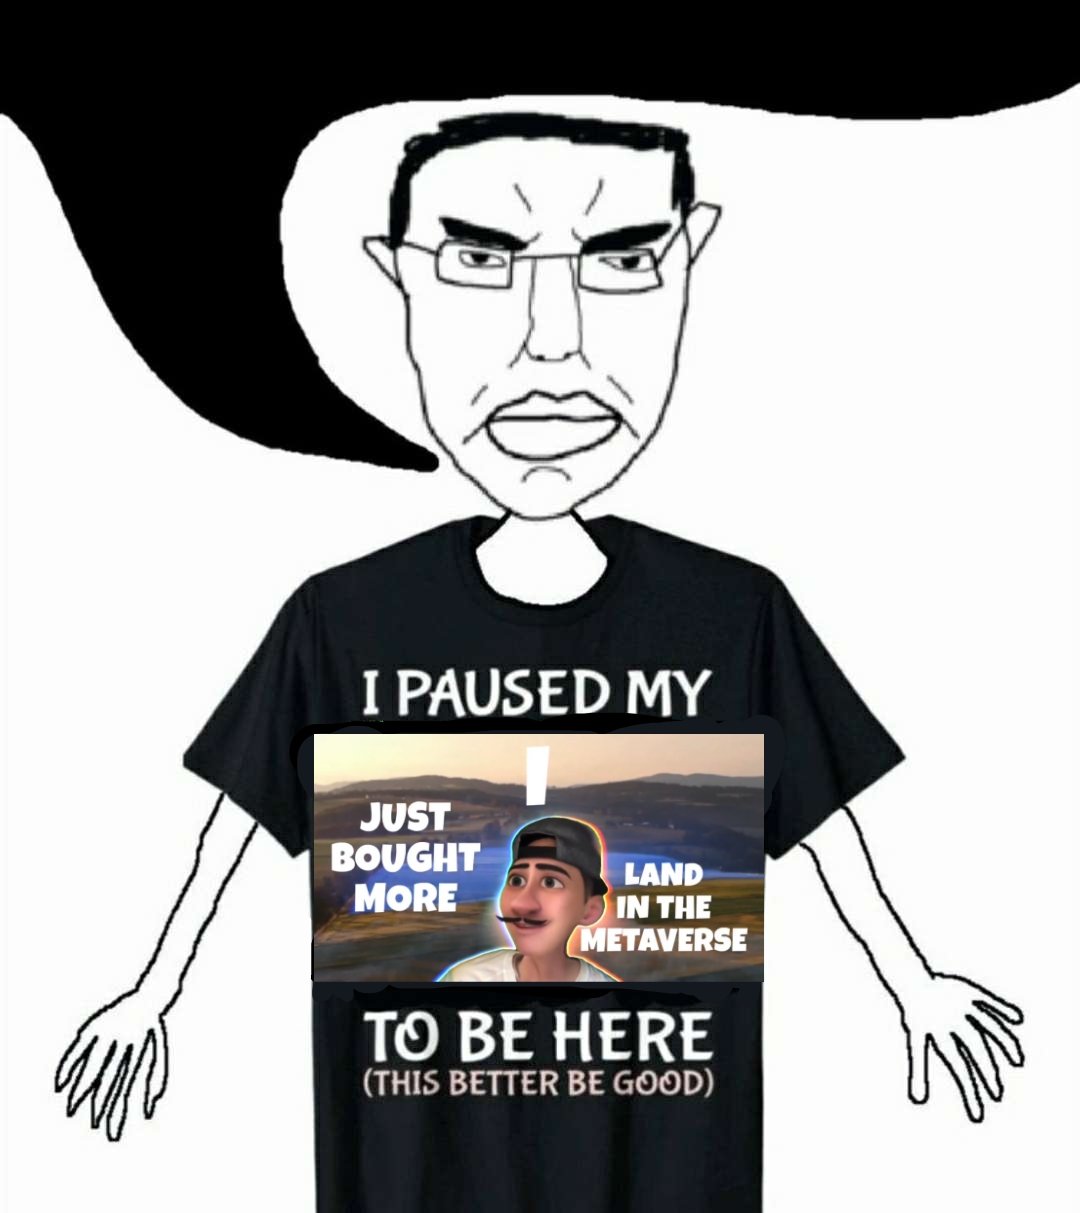 I PAUSED MY
I
JUST
BOUGHT
MORE
LAND
IN THE
METAVERSE
TO BE HERE
(THIS BETTER BE GOOD)